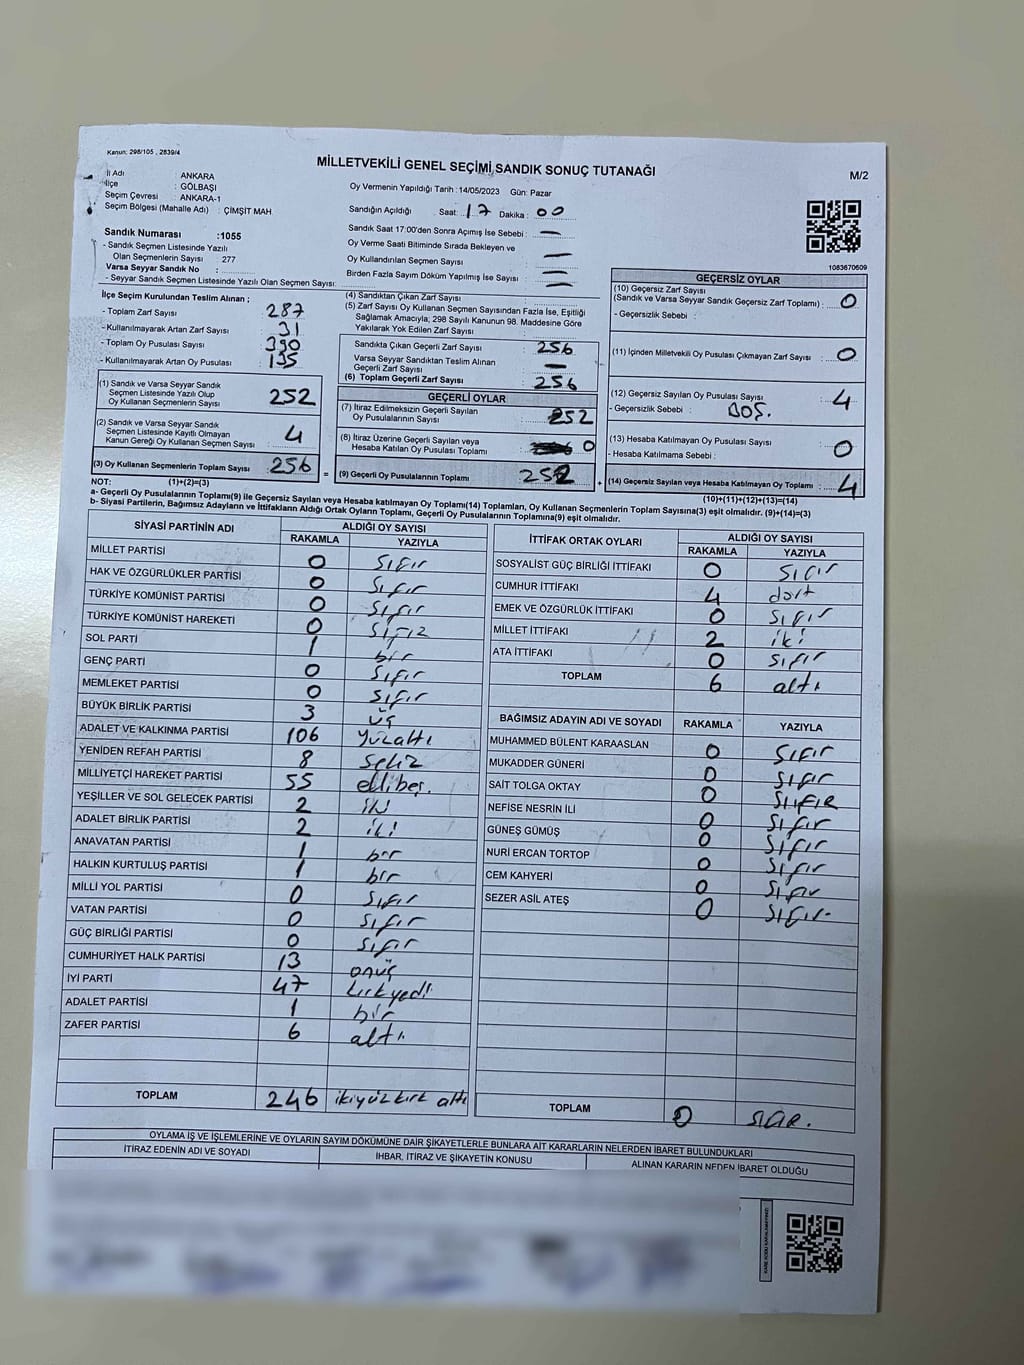 Kanun: 298/105 , 2839/4
MİLLETVEKİLİ GENEL SEÇİMİ SANDIK SONUÇ TUTANAĞI
M/2
İl Adı : ANKARA
İlçe : GÖLBAŞI
Seçim Çevresi : ANKARA-1
Seçim Bölgesi (Mahalle Adı) : ÇİMŞİT MAH
Oy Vermenin Yapıldığı Tarih : 14/05/2023 Gün: Pazar
Sandığın Açıldığı Saat: 17 Dakika : 00
Sandık Saat 17:00'den Sonra Açımış İse Sebebi : —
Oy Verme Saati Bitiminde Sırada Bekleyen ve
Oy Kullandırılan Seçmen Sayısı : —
Birden Fazla Sayım Döküm Yapılmış İse Sayısı : —
1083670609
Sandık Numarası : 1055
- Sandık Seçmen Listesinde Yazılı
Olan Seçmenlerin Sayısı : 277
Varsa Seyyar Sandık No :
- Seyyar Sandık Seçmen Listesinde Yazılı Olan Seçmen Sayısı:
İlçe Seçim Kurulundan Teslim Alınan ;
- Toplam Zarf Sayısı : 287
- Kullanılmayarak Artan Zarf Sayısı : 31
- Toplam Oy Pusulası Sayısı : 390
- Kullanılmayarak Artan Oy Pusulası : 135
(1) Sandık ve Varsa Seyyar Sandık
Seçmen Listesinde Yazılı Olup
Oy Kullanan Seçmenlerin Sayısı : 252
(2) Sandık ve Varsa Seyyar Sandık
Seçmen Listesinde Kayıtlı Olmayan
Kanun Gereği Oy Kullanan Seçmen Sayısı : 4
(3) Oy Kullanan Seçmenlerin Toplam Sayısı : 256
(4) Sandıktan Çıkan Zarf Sayısı :
(5) Zarf Sayısı Oy Kullanan Seçmen Sayısından Fazla İse, Eşitliği
Sağlamak Amacıyla; 298 Sayılı Kanunun 98. Maddesine Göre
Yakılarak Yok Edilen Zarf Sayısı :
Sandıkta Çıkan Geçerli Zarf Sayısı : 256
Varsa Seyyar Sandıktan Teslim Alınan
Geçerli Zarf Sayısı : —
(6) Toplam Geçerli Zarf Sayısı : 256
GEÇERLİ OYLAR
(7) İtiraz Edilmeksizin Geçerli Sayılan
Oy Pusulalarının Sayısı : 252
(8) İtiraz Üzerine Geçerli Sayılan veya
Hesaba Katılan Oy Pusulası Toplamı : 0
= (9) Geçerli Oy Pusulalarının Toplamı : 252 +
GEÇERSİZ OYLAR
(10) Geçersiz Zarf Sayısı
(Sandık ve Varsa Seyyar Sandık Geçersiz Zarf Toplamı) : 0
- Geçersizlik Sebebi :
(11) İçinden Milletvekili Oy Pusulası Çıkmayan Zarf Sayısı : 0
(12) Geçersiz Sayılan Oy Pusulası Sayısı : 4
- Geçersizlik Sebebi : BOŞ.
(13) Hesaba Katılmayan Oy Pusulası Sayısı : 0
- Hesaba Katılmama Sebebi :
(14) Geçersiz Sayılan veya Hesaba Katılmayan Oy Toplamı : 4
NOT: (1)+(2)=(3)
(10)+(11)+(12)+(13)=(14)
a- Geçerli Oy Pusulalarının Toplamı(9) ile Geçersiz Sayılan veya Hesaba katılmayan Oy Toplamı(14) Toplamları, Oy Kullanan Seçmenlerin Toplam Sayısına(3) eşit olmalıdır. (9)+(14)=(3)
b- Siyasi Partilerin, Bağımsız Adayların ve İttifakların Aldığı Ortak Oyların Toplamı, Geçerli Oy Pusulalarının Toplamına(9) eşit olmalıdır.
SİYASİ PARTİNİN ADI ALDIĞI OY SAYISI
RAKAMLA YAZIYLA
MİLLET PARTİSİ 0 Sıfır
HAK VE ÖZGÜRLÜKLER PARTİSİ 0 Sıfır
TÜRKİYE KOMÜNİST PARTİSİ 0 Sıfır
TÜRKİYE KOMÜNİST HAREKETİ 0 Sıfır
SOL PARTİ 1 bir
GENÇ PARTİ 0 Sıfır
MEMLEKET PARTİSİ 0 Sıfır
BÜYÜK BİRLİK PARTİSİ 3 üç
ADALET VE KALKINMA PARTİSİ 106 yüzaltı
YENİDEN REFAH PARTİSİ 8 sekiz
MİLLİYETÇİ HAREKET PARTİSİ 55 ellibeş.
YEŞİLLER VE SOL GELECEK PARTİSİ 2 iki
ADALET BİRLİK PARTİSİ 2 iki
ANAVATAN PARTİSİ 1 bir
HALKIN KURTULUŞ PARTİSİ 1 bir
MİLLİ YOL PARTİSİ 0 Sıfır
VATAN PARTİSİ 0 Sıfır
GÜÇ BİRLİĞİ PARTİSİ 0 Sıfır
CUMHURİYET HALK PARTİSİ 13 onüç
İYİ PARTİ 47 kırkyedi
ADALET PARTİSİ 1 bir
ZAFER PARTİSİ 6 altı
TOPLAM 246 ikiyüzkırk altı
İTTİFAK ORTAK OYLARI ALDIĞI OY SAYISI
RAKAMLA YAZIYLA
SOSYALİST GÜÇ BİRLİĞİ İTTİFAKI 0 Sıfır
CUMHUR İTTİFAKI 4 dört
EMEK VE ÖZGÜRLÜK İTTİFAKI 0 Sıfır
MİLLET İTTİFAKI 2 iki
ATA İTTİFAKI 0 Sıfır
TOPLAM 6 altı
BAĞIMSIZ ADAYIN ADI VE SOYADI RAKAMLA YAZIYLA
MUHAMMED BÜLENT KARAASLAN 0 Sıfır
MUKADDER GÜNERİ 0 Sıfır
SAİT TOLGA OKTAY 0 Sıfır
NEFİSE NESRİN İLİ 0 Sıfır
GÜNEŞ GÜMÜŞ 0 Sıfır
NURİ ERCAN TORTOP 0 Sıfır
CEM KAHYERİ 0 Sıfır
SEZER ASİL ATEŞ 0 Sıfır
TOPLAM 0
OYLAMA İŞ VE İŞLEMLERİNE VE OYLARIN SAYIM DÖKÜMÜNE DAİR ŞİKAYETLERLE BUNLARA AİT KARARLARIN NELERDEN İBARET BULUNDUKLARI
İTİRAZ EDENİN ADI VE SOYADI İHBAR, İTİRAZ VE ŞİKAYETİN KONUSU ALINAN KARARIN NEDEN İBARET OLDUĞU